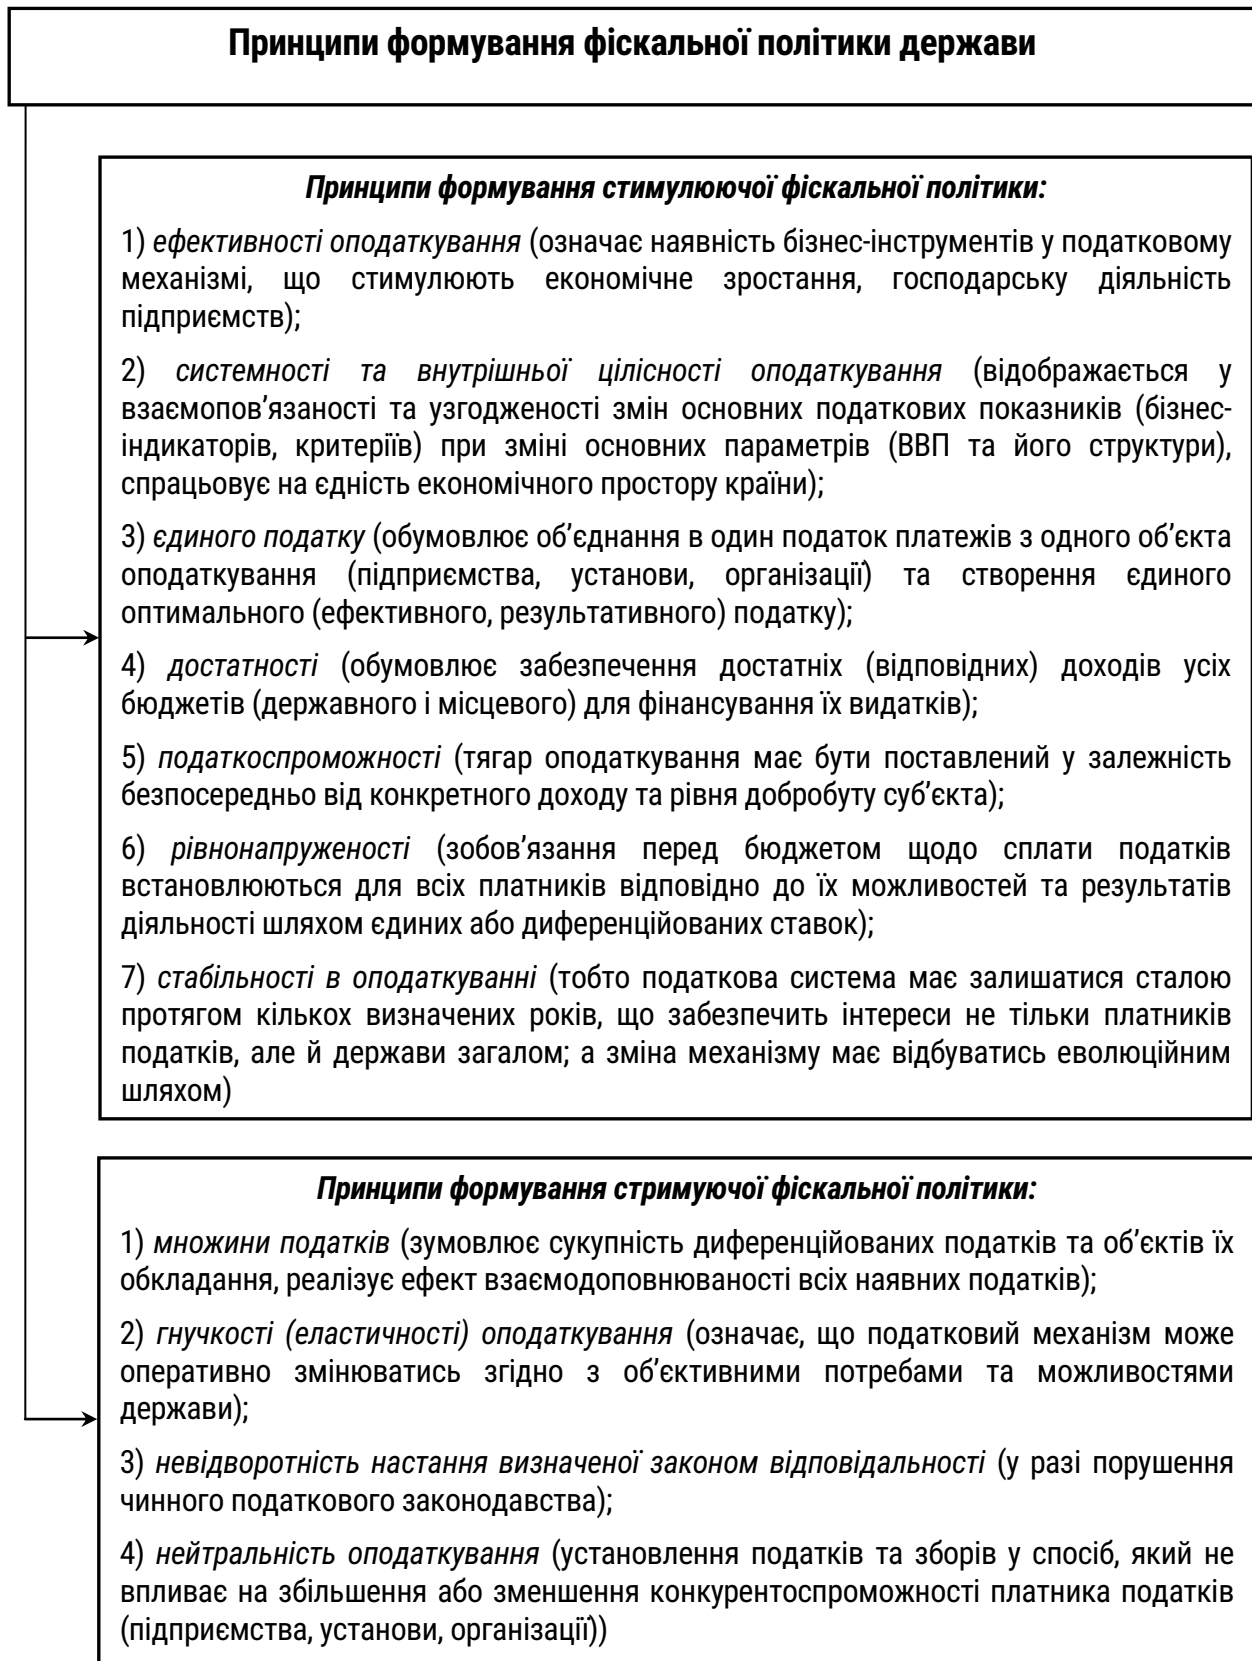 Принципи формування фіскальної політики держави
Принципи формування стимулюючої фіскальної політики:
1) ефективності оподаткування (означає наявність бізнес-інструментів у податковому
механізмі, що стимулюють економічне зростання, господарську діяльність
підприємств);
2) системності та внутрішньої цілісності оподаткування (відображається у
взаємопов’язаності та узгодженості змін основних податкових показників (бізнес-
індикаторів, критеріїв) при зміні основних параметрів (ВВП та його структури),
спрацьовує на єдність економічного простору країни);
3) єдиного податку (обумовлює об’єднання в один податок платежів з одного об’єкта
оподаткування (підприємства, установи, організації) та створення єдиного
оптимального (ефективного, результативного) податку);
4) достатності (обумовлює забезпечення достатніх (відповідних) доходів усіх
бюджетів (державного і місцевого) для фінансування їх видатків);
5) податкоспроможності (тягар оподаткування має бути поставлений у залежність
безпосередньо від конкретного доходу та рівня добробуту суб’єкта);
6) рівнонапруженості (зобов’язання перед бюджетом щодо сплати податків
встановлюються для всіх платників відповідно до їх можливостей та результатів
діяльності шляхом єдиних або диференційованих ставок);
7) стабільності в оподаткуванні (тобто податкова система має залишатися сталою
протягом кількох визначених років, що забезпечить інтереси не тільки платників
податків, але й держави загалом; а зміна механізму має відбуватись еволюційним
шляхом)
Принципи формування стримуючої фіскальної політики:
1) множини податків (зумовлює сукупність диференційованих податків та об’єктів їх
обкладання, реалізує ефект взаємодоповнюваності всіх наявних податків);
2) гнучкості (еластичності) оподаткування (означає, що податковий механізм може
оперативно змінюватись згідно з об’єктивними потребами та можливостями
держави);
3) невідворотність настання визначеної законом відповідальності (у разі порушення
чинного податкового законодавства);
4) нейтральність оподаткування (установлення податків та зборів у спосіб, який не
впливає на збільшення або зменшення конкурентоспроможності платника податків
(підприємства, установи, організації))